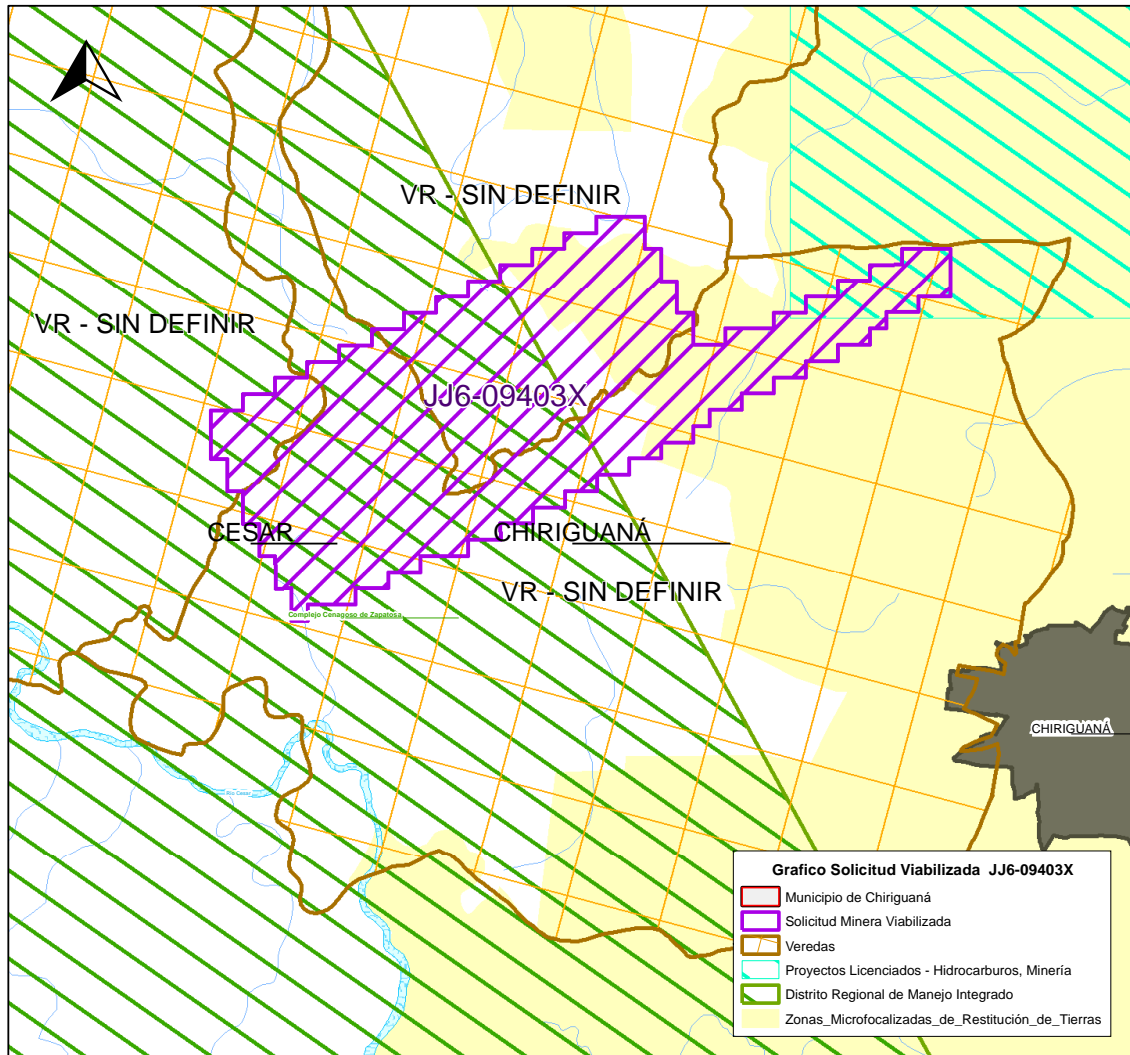 VR - SIN DEFINIR
VR - SIN DEFINIR
JJ6-09403X
CESAR
CHIRIGUANÁ
VR - SIN DEFINIR
Complejo Cenagoso de Zapatosa
CHIRIGUANÁ
Rio Cesar
Grafico Solicitud Viabilizada JJ6-09403X
Municipio de Chiriguaná
Solicitud Minera Viabilizada
Veredas
Proyectos Licenciados - Hidrocarburos, Minería
Distrito Regional de Manejo Integrado
Zonas_Microfocalizadas_de_Restitución_de_Tierras